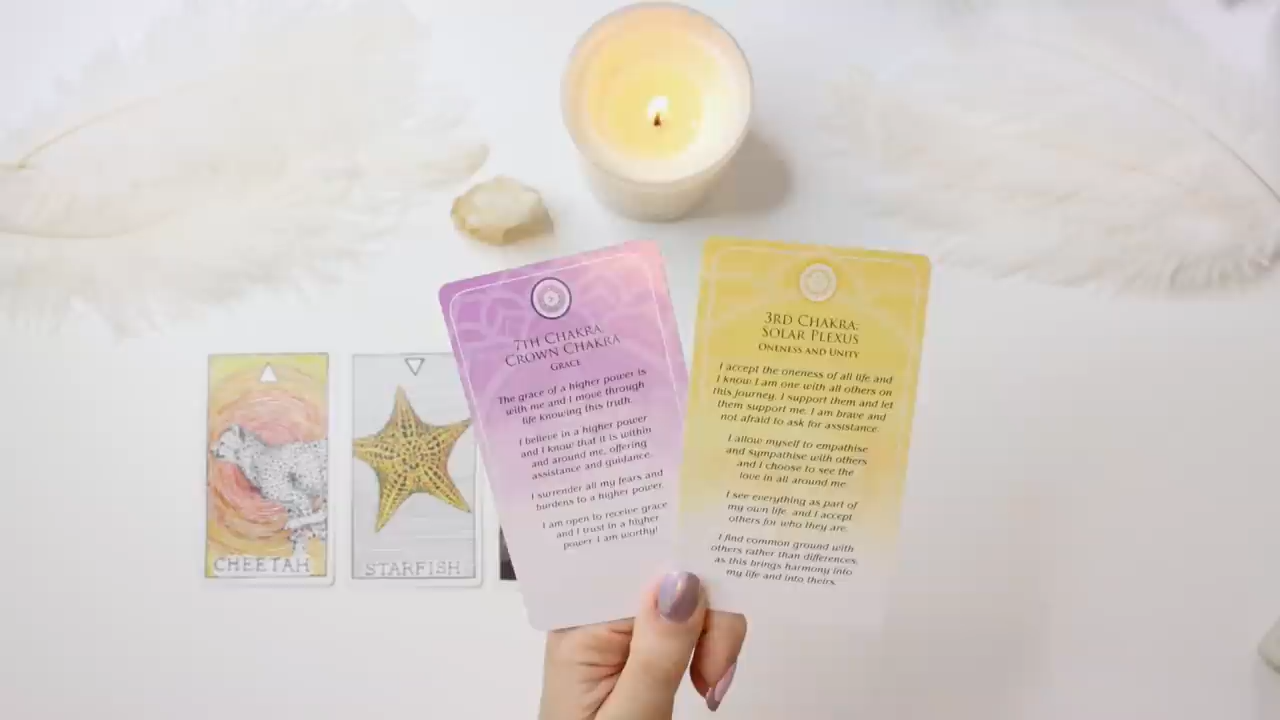 7TH CHAKRA:
CROWN CHAKRA
GRACE
The grace of a higher power is
with me and I move through
life knowing this truth.
I believe in a higher power
and I know that it is within
and around me, offering
assistance and guidance.
I surrender all my fears and
burdens to a higher power.
I am open to receive grace
and I trust in a higher
power. I am worthy!
3RD CHAKRA:
SOLAR PLEXUS
ONENESS AND UNITY
I accept the oneness of all life and
I know I am one with all others on
this journey. I support them and let
them support me. I am brave and
not afraid to ask for assistance.
I allow myself to empathise
and sympathise with others
and I choose to see the
love in all around me.
I see everything as part of
my own life, and I accept
others for who they are.
I find common ground with
others rather than differences,
as this brings harmony into
my life and into theirs.
CHEETAH
STARFISH